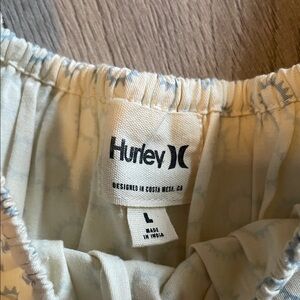 Hurley
DESIGNED IN COSTA MESA, CA
L
MADE
IN INDIA